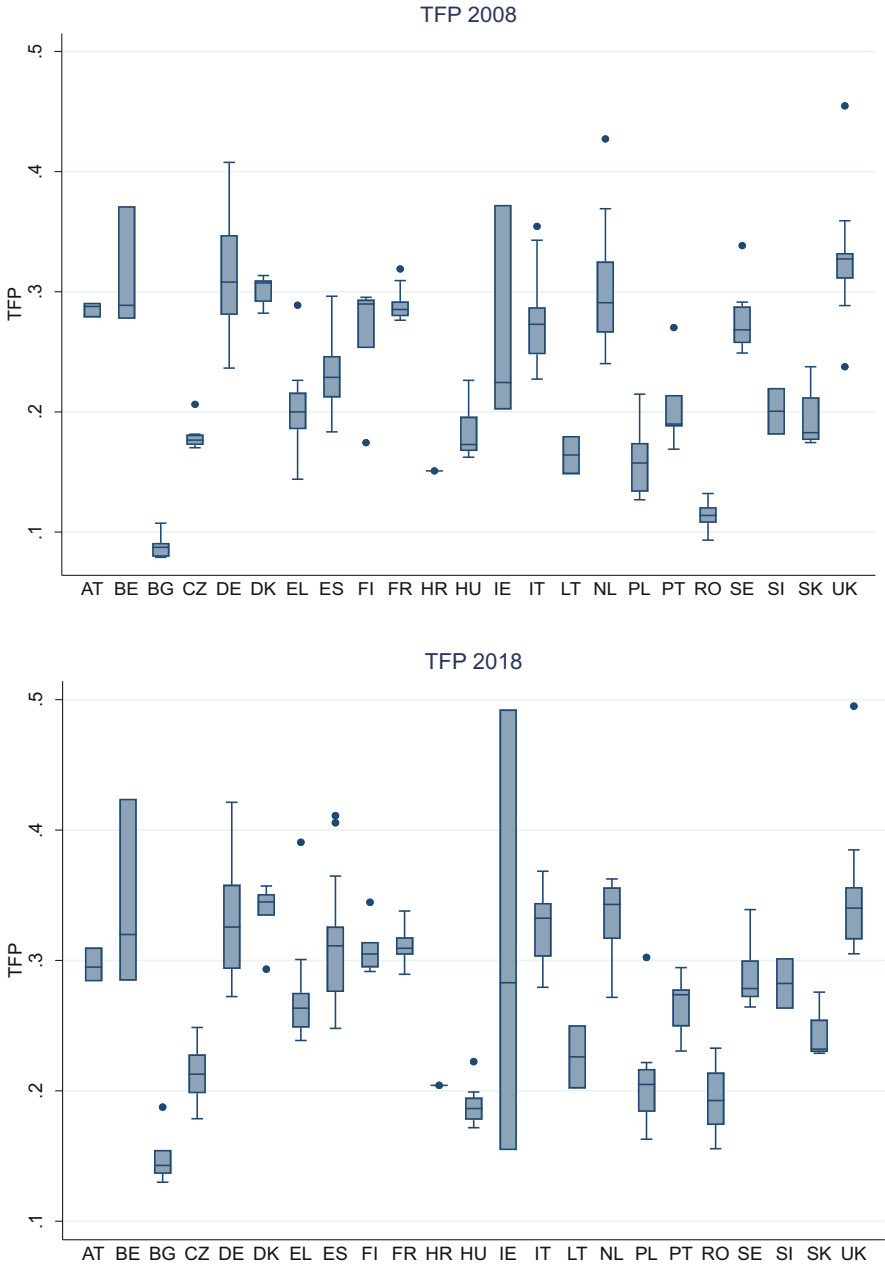 TFP 2008
.5
.4
.3
.2
.1
TFP
AT BE BG CZ DE DK EL ES FI FR HR HU IE IT LT NL PL PT RO SE SI SK UK
TFP 2018
.5
.4
.3
.2
.1
TFP
AT BE BG CZ DE DK EL ES FI FR HR HU IE IT LT NL PL PT RO SE SI SK UK